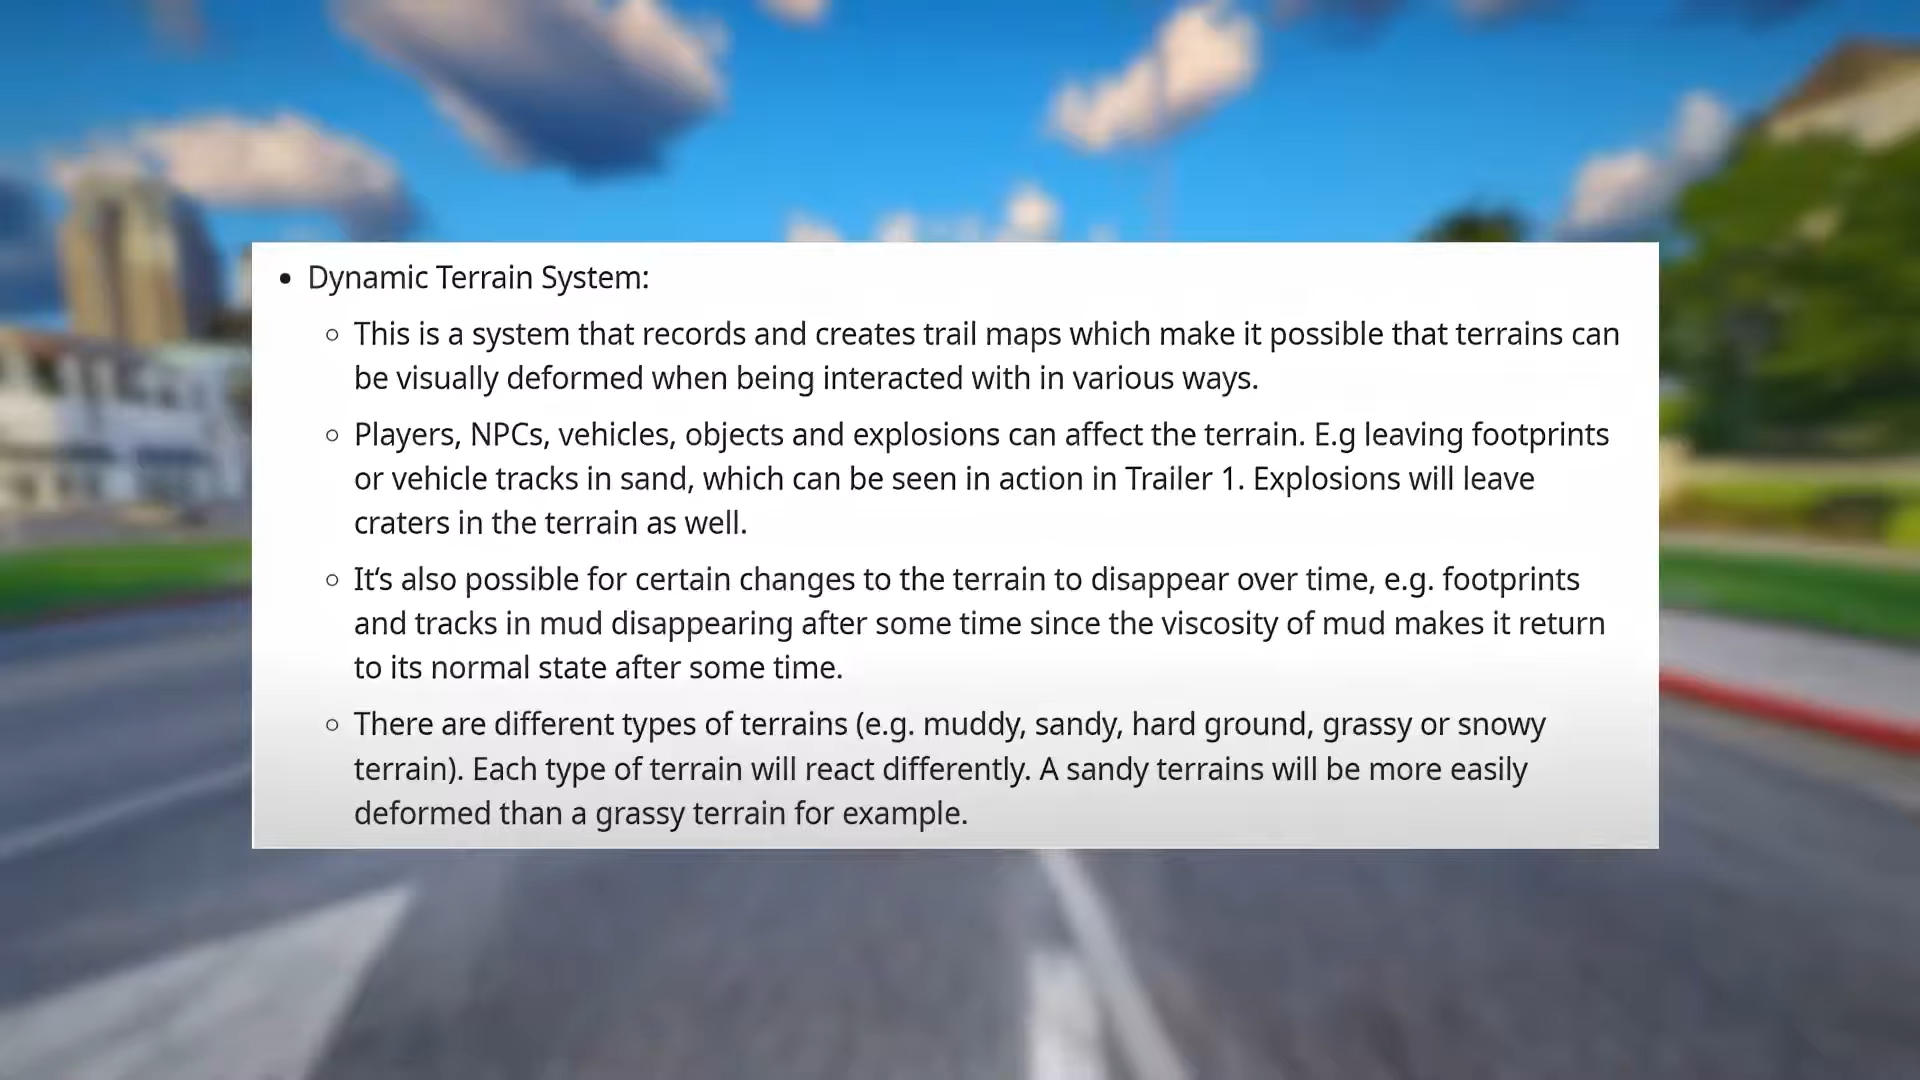 • Dynamic Terrain System:
○ This is a system that records and creates trail maps which make it possible that terrains can
be visually deformed when being interacted with in various ways.
○ Players, NPCs, vehicles, objects and explosions can affect the terrain. E.g leaving footprints
or vehicle tracks in sand, which can be seen in action in Trailer 1. Explosions will leave
craters in the terrain as well.
○ It‘s also possible for certain changes to the terrain to disappear over time, e.g. footprints
and tracks in mud disappearing after some time since the viscosity of mud makes it return
to its normal state after some time.
○ There are different types of terrains (e.g. muddy, sandy, hard ground, grassy or snowy
terrain). Each type of terrain will react differently. A sandy terrains will be more easily
deformed than a grassy terrain for example.